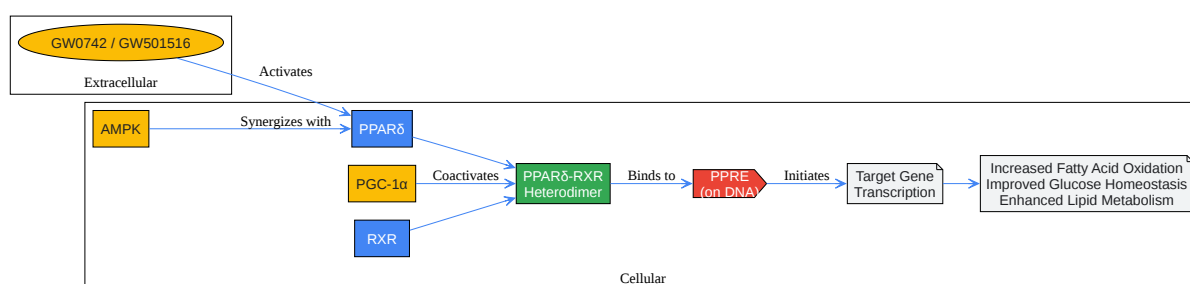 GW0742 / GW501516
Extracellular
Activates
AMPK
Synergizes with
PPARδ
PGC-1α
Coactivates
RXR
PPARδ-RXR
Heterodimer
Binds to
PPRE
(on DNA)
Initiates
Target Gene
Transcription
Increased Fatty Acid Oxidation
Improved Glucose Homeostasis
Enhanced Lipid Metabolism
Cellular